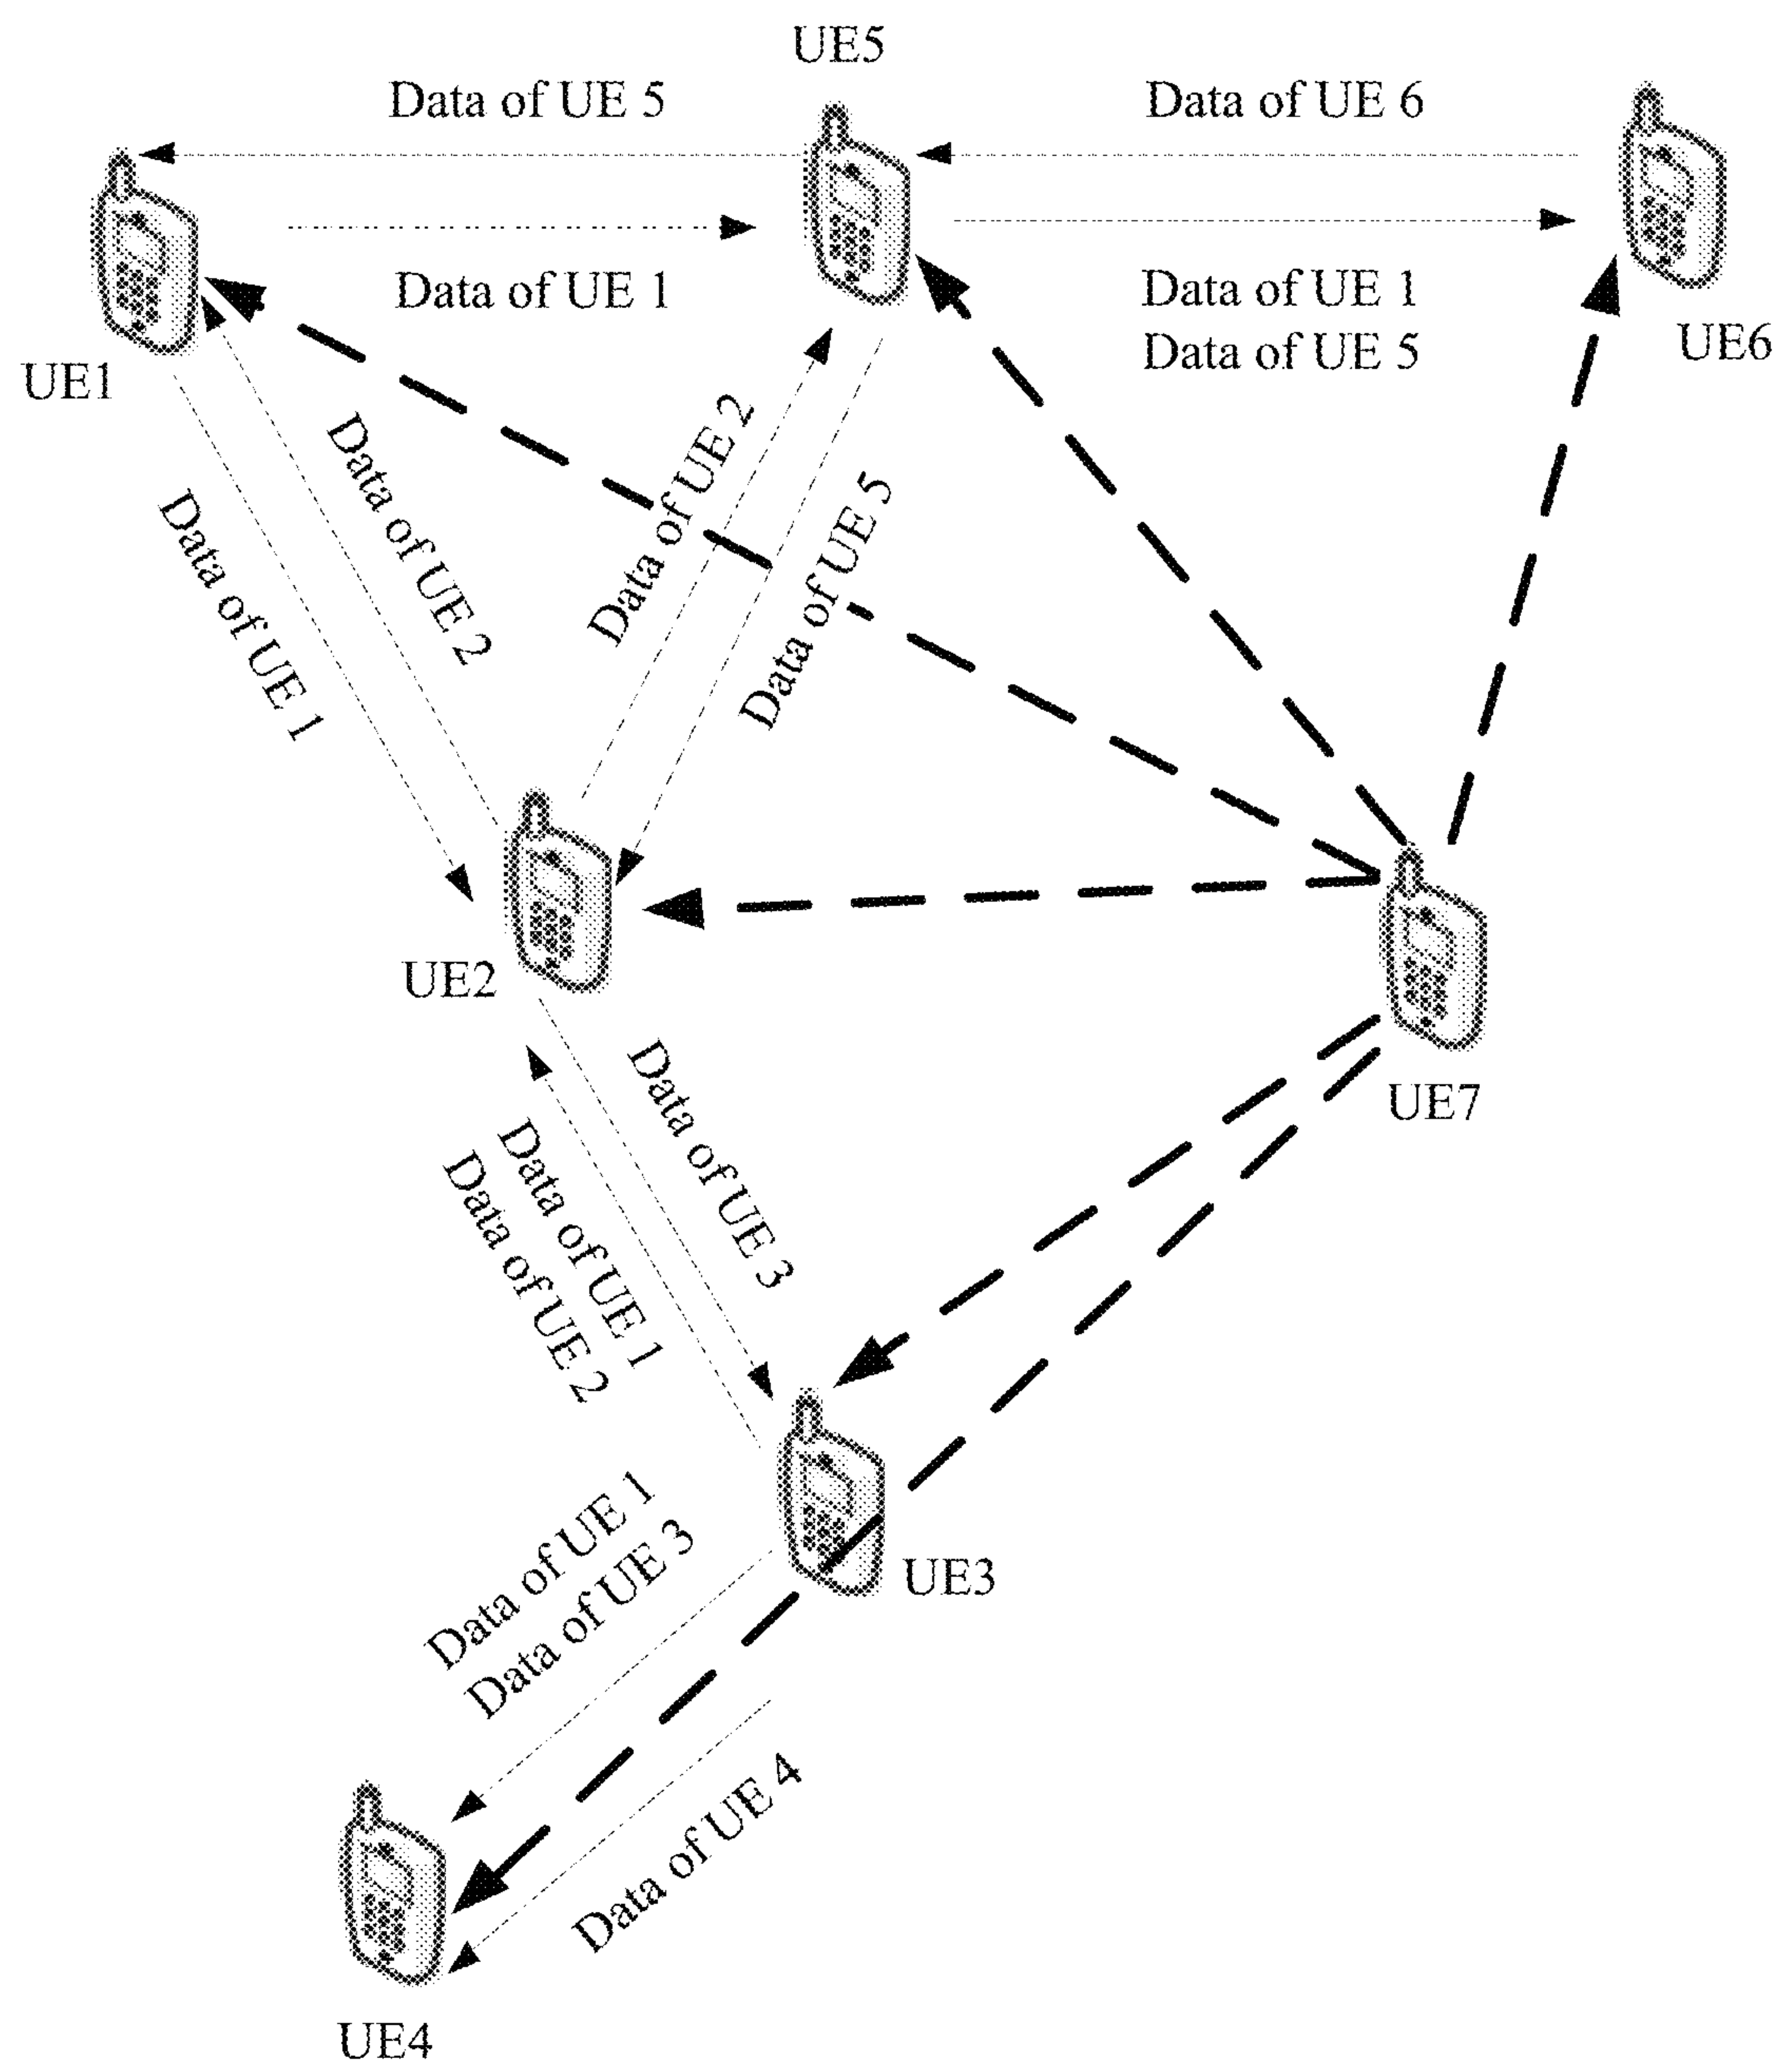 UE5
Data of UE 5
Data of UE 6
Data of UE 1
Data of UE 1
Data of UE 5
UE6
UE1
Data of UE 2
Data of UE 1
Data of UE 2
Data of UE 5
UE2
UE7
Data of UE 3
Data of UE 1
Data of UE 2
Data of UE 1
Data of UE 3
UE3
Data of UE 4
UE4